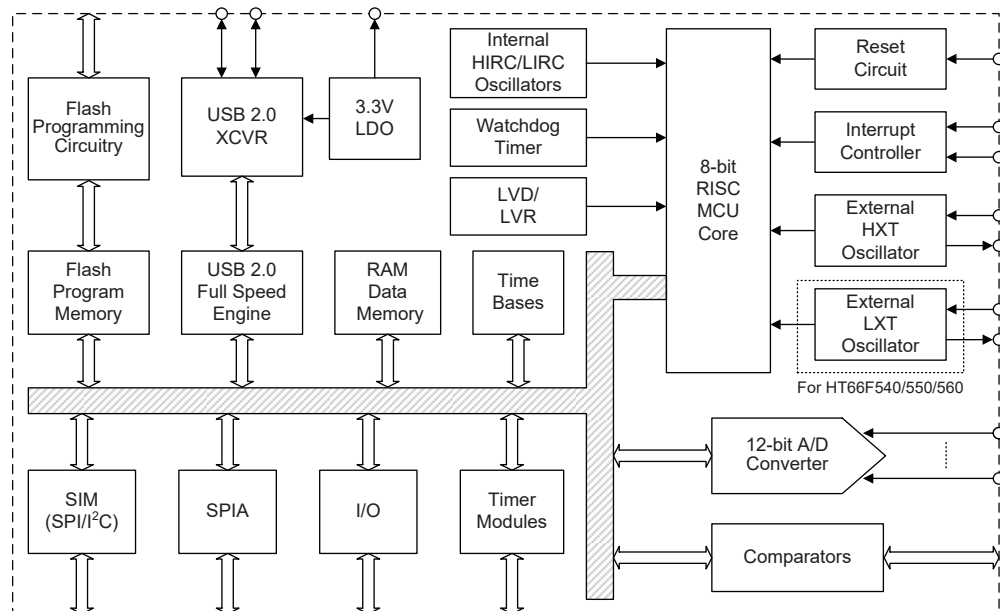 Flash
Programming
Circuitry
USB 2.0
XCVR
3.3V
LDO
Internal
HIRC/LIRC
Oscillators
Watchdog
Timer
LVD/
LVR
8-bit
RISC
MCU
Core
Reset
Circuit
Interrupt
Controller
External
HXT
Oscillator
External
LXT
Oscillator
For HT66F540/550/560
Flash
Program
Memory
USB 2.0
Full Speed
Engine
RAM
Data
Memory
Time
Bases
12-bit A/D
Converter
SIM
(SPI/I²C)
SPIA
I/O
Timer
Modules
Comparators